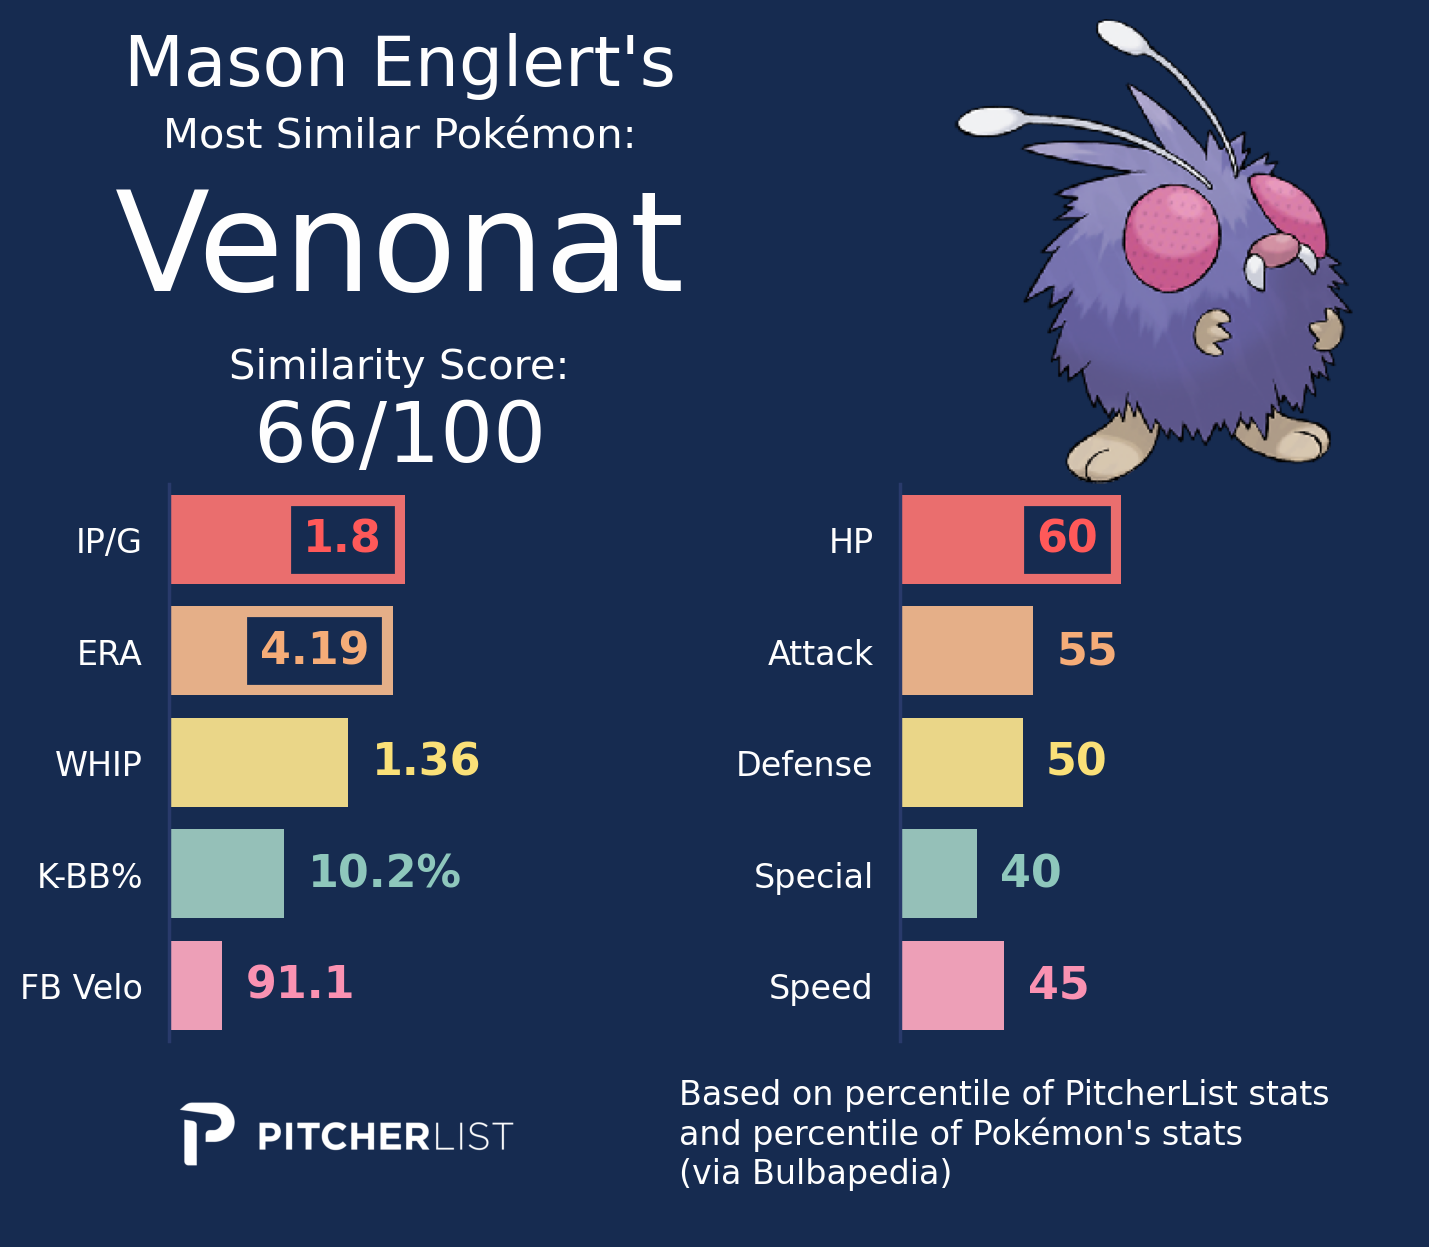 Mason Englert's
Most Similar Pokémon:
Venonat
Similarity Score:
66/100
IP/G 1.8
ERA 4.19
WHIP 1.36
K-BB% 10.2%
FB Velo 91.1
HP 60
Attack 55
Defense 50
Special 40
Speed 45
PITCHERLIST
Based on percentile of PitcherList stats
and percentile of Pokémon's stats
(via Bulbapedia)